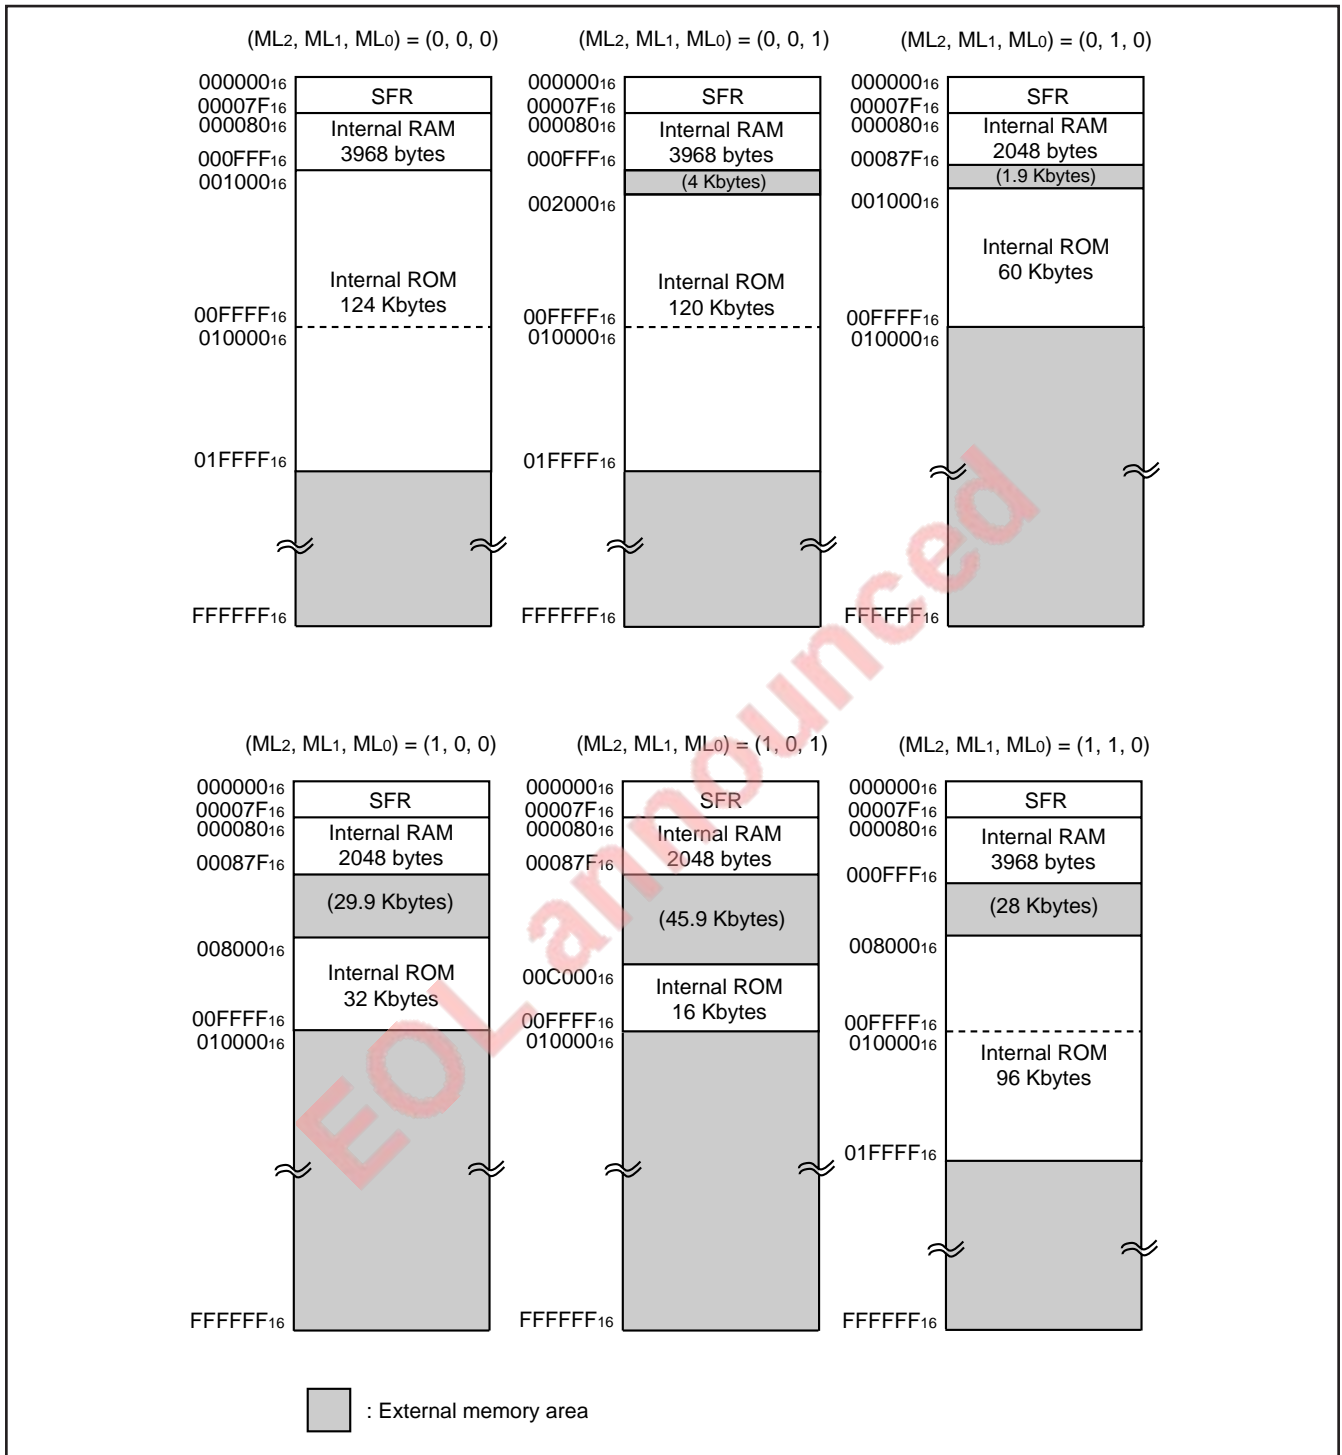 (ML2, ML1, ML0) = (0, 0, 0)
00000016
00007F16
00008016
000FFF16
00100016
00FFFF16
01000016
01FFFF16
FFFFFF16
SFR
Internal RAM
3968 bytes
Internal ROM
124 Kbytes
(ML2, ML1, ML0) = (0, 0, 1)
00000016
00007F16
00008016
000FFF16
00200016
00FFFF16
01000016
01FFFF16
FFFFFF16
SFR
Internal RAM
3968 bytes
(4 Kbytes)
Internal ROM
120 Kbytes
(ML2, ML1, ML0) = (0, 1, 0)
00000016
00007F16
00008016
00087F16
00100016
00FFFF16
01000016
FFFFFF16
SFR
Internal RAM
2048 bytes
(1.9 Kbytes)
Internal ROM
60 Kbytes
(ML2, ML1, ML0) = (1, 0, 0)
00000016
00007F16
00008016
00087F16
00800016
00FFFF16
01000016
FFFFFF16
SFR
Internal RAM
2048 bytes
(29.9 Kbytes)
Internal ROM
32 Kbytes
(ML2, ML1, ML0) = (1, 0, 1)
00000016
00007F16
00008016
00087F16
00C00016
00FFFF16
01000016
FFFFFF16
SFR
Internal RAM
2048 bytes
(45.9 Kbytes)
Internal ROM
16 Kbytes
(ML2, ML1, ML0) = (1, 1, 0)
00000016
00007F16
00008016
000FFF16
00800016
00FFFF16
01000016
01FFFF16
FFFFFF16
SFR
Internal RAM
3968 bytes
(28 Kbytes)
Internal ROM
96 Kbytes
: External memory area
EOL announced